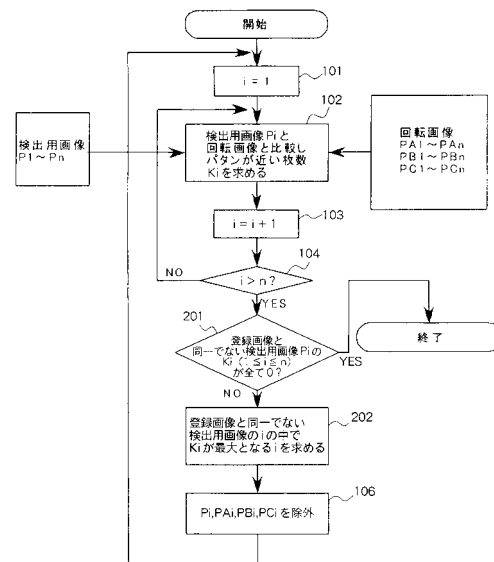 開始
i = 1
101
102
検出用画像
P1～Pn
検出用画像Piと
回転画像と比較し
パタンが近い枚数
Kiを求める
回転画像
PA1～PAn
PB1～PBn
PC1～PCn
103
i = i + 1
104
NO
i > n?
YES
201
登録画像と
同一でない検出用画像Piの
Ki (1≦i≦n)
が全て0?
終了
YES
NO
202
登録画像と同一でない
検出用画像のiの中で
Kiが最大となるiを求める
106
Pi,PAi,PBi,PCiを除外